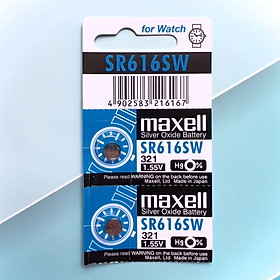 for Watch
SR616SW
4 902583 216167
maxell
Silver Oxide Battery
SR616SW
321
1.55V
Hg 0%
Please read WARNING on the back before use
Maxell, Ltd. Made in Japan
maxell
Silver Oxide Battery
SR616SW
321
1.55V
Hg 0%
Please read WARNING on the back before use
Maxell, Ltd. Made in Japan